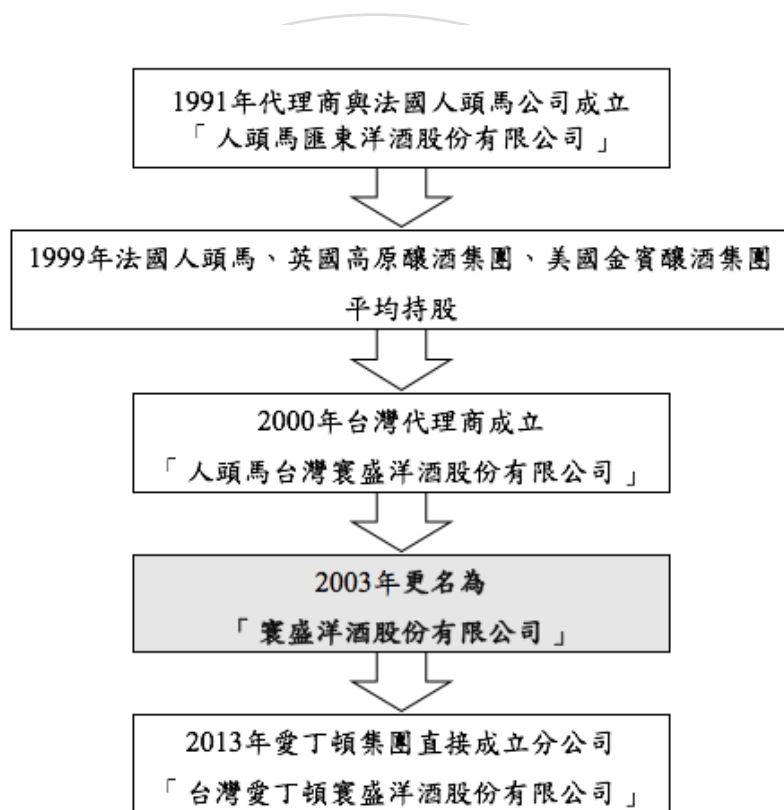 1991年代理商與法國人頭馬公司成立
「人頭馬匯東洋酒股份有限公司」
1999年法國人頭馬、英國高原釀酒集團、美國金賓釀酒集團
平均持股
2000年台灣代理商成立
「人頭馬台灣寰盛洋酒股份有限公司」
2003年更名為
「寰盛洋酒股份有限公司」
2013年愛丁頓集團直接成立分公司
「台灣愛丁頓寰盛洋酒股份有限公司」